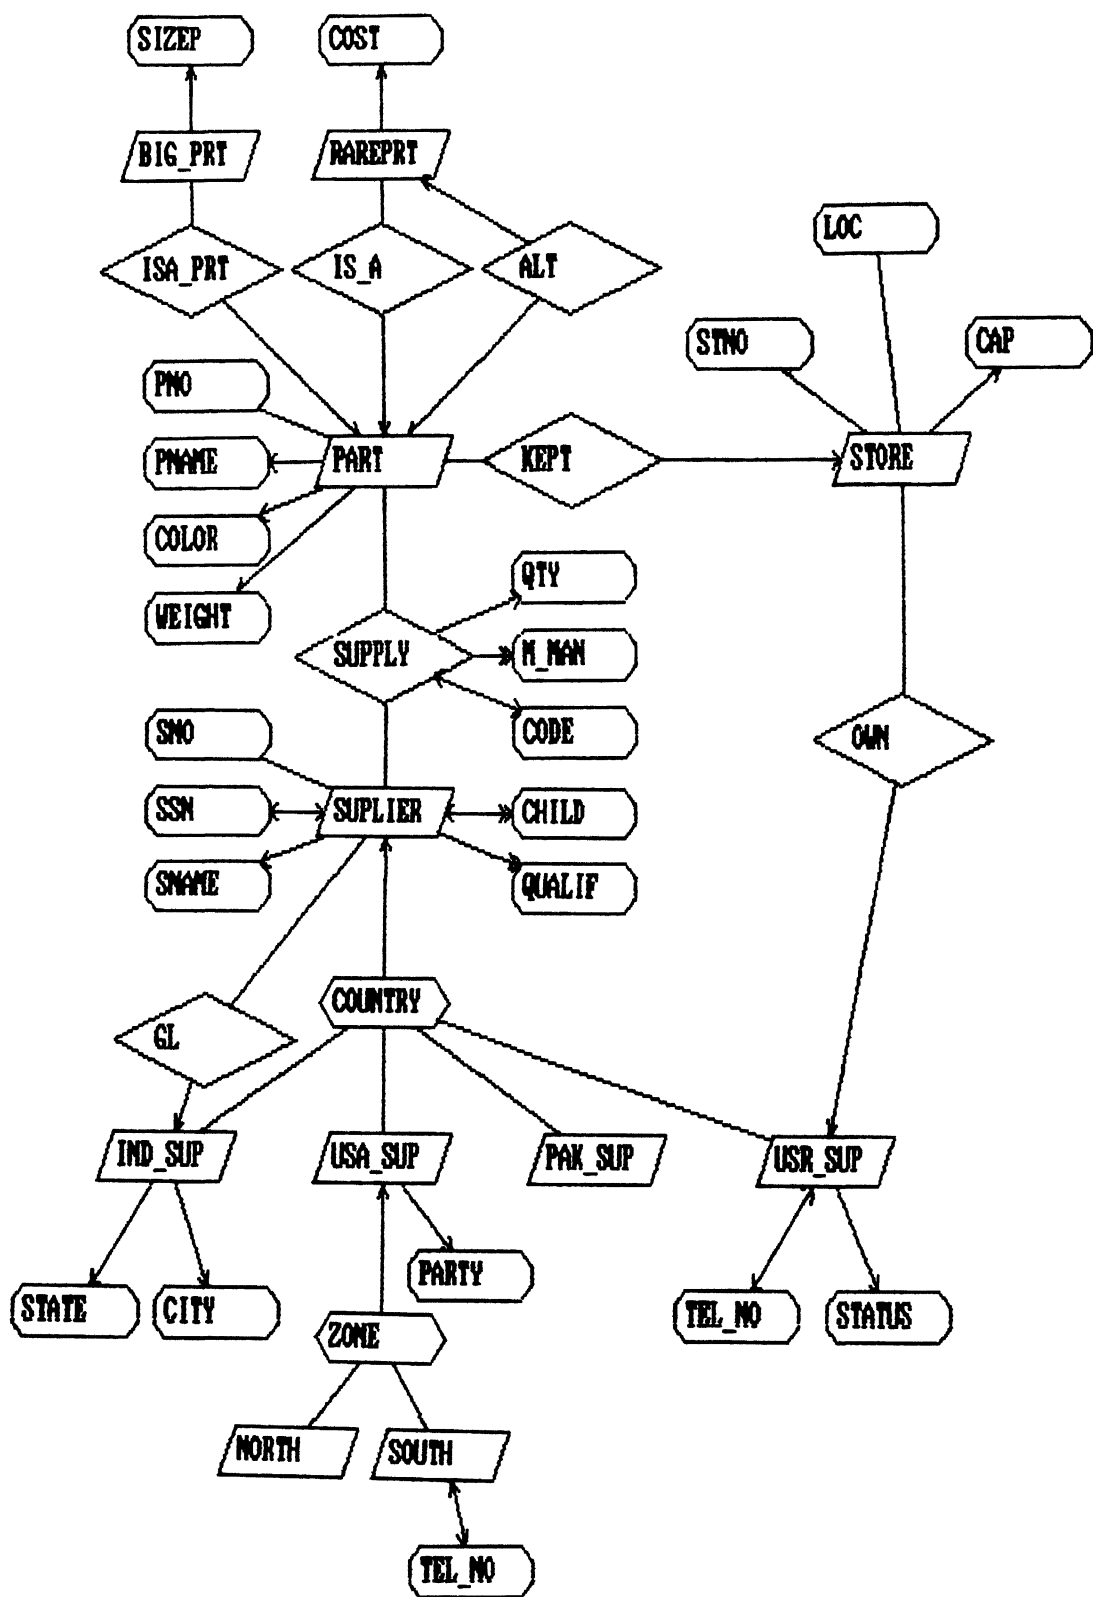 SIZEP
COST
BIG_PRT
RAREPRT
LOC
ISA_PRT
IS_A
ALT
STNO
CAP
PNO
PNAME
PART
KEPT
STORE
COLOR
QTY
WEIGHT
SUPPLY
M_MAN
SNO
CODE
OWN
SSN
SUPLIER
CHILD
SNAME
QUALIF
COUNTRY
GL
IND_SUP
USA_SUP
PAK_SUP
USR_SUP
PARTY
STATE
CITY
TEL_NO
STATUS
ZONE
NORTH
SOUTH
TEL_NO